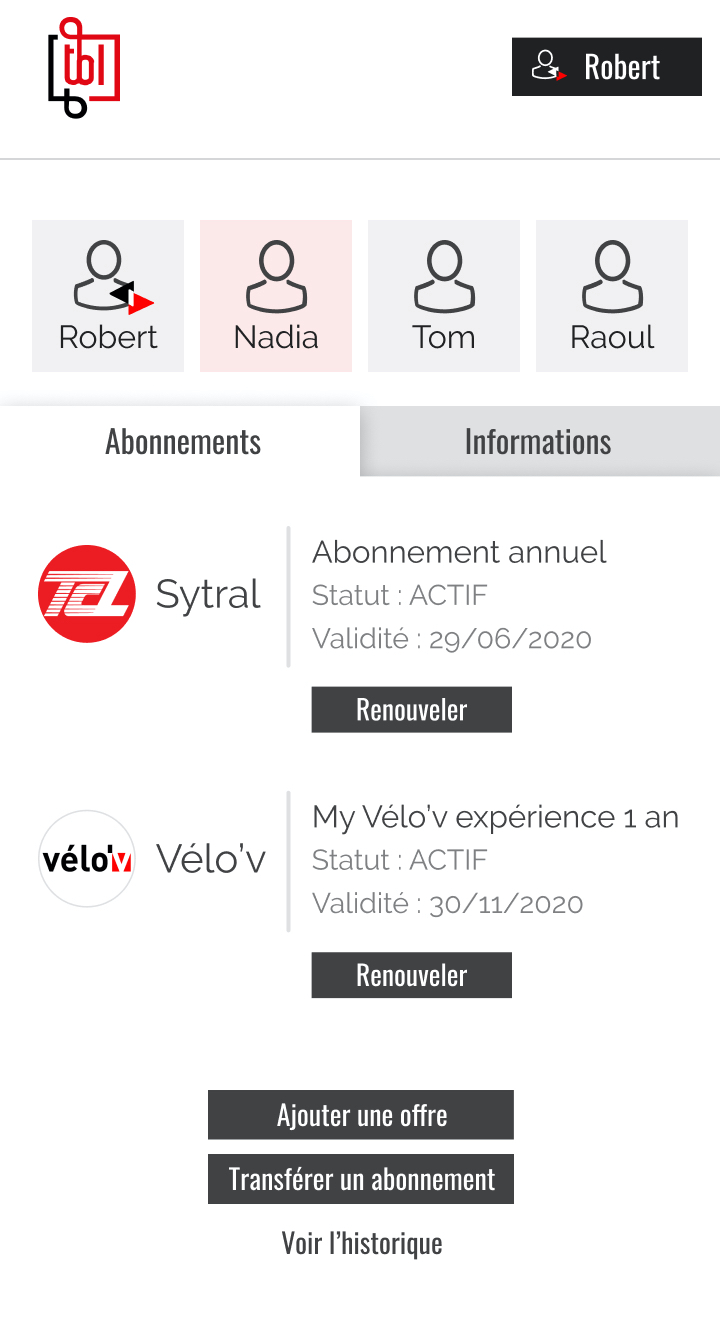 tbl
Robert
Robert
Nadia
Tom
Raoul
Abonnements
Informations
TCL
Sytral
Abonnement annuel
Statut : ACTIF
Validité : 29/06/2020
Renouveler
vélo'v
Vélo’v
My Vélo’v expérience 1 an
Statut : ACTIF
Validité : 30/11/2020
Renouveler
Ajouter une offre
Transférer un abonnement
Voir l’historique